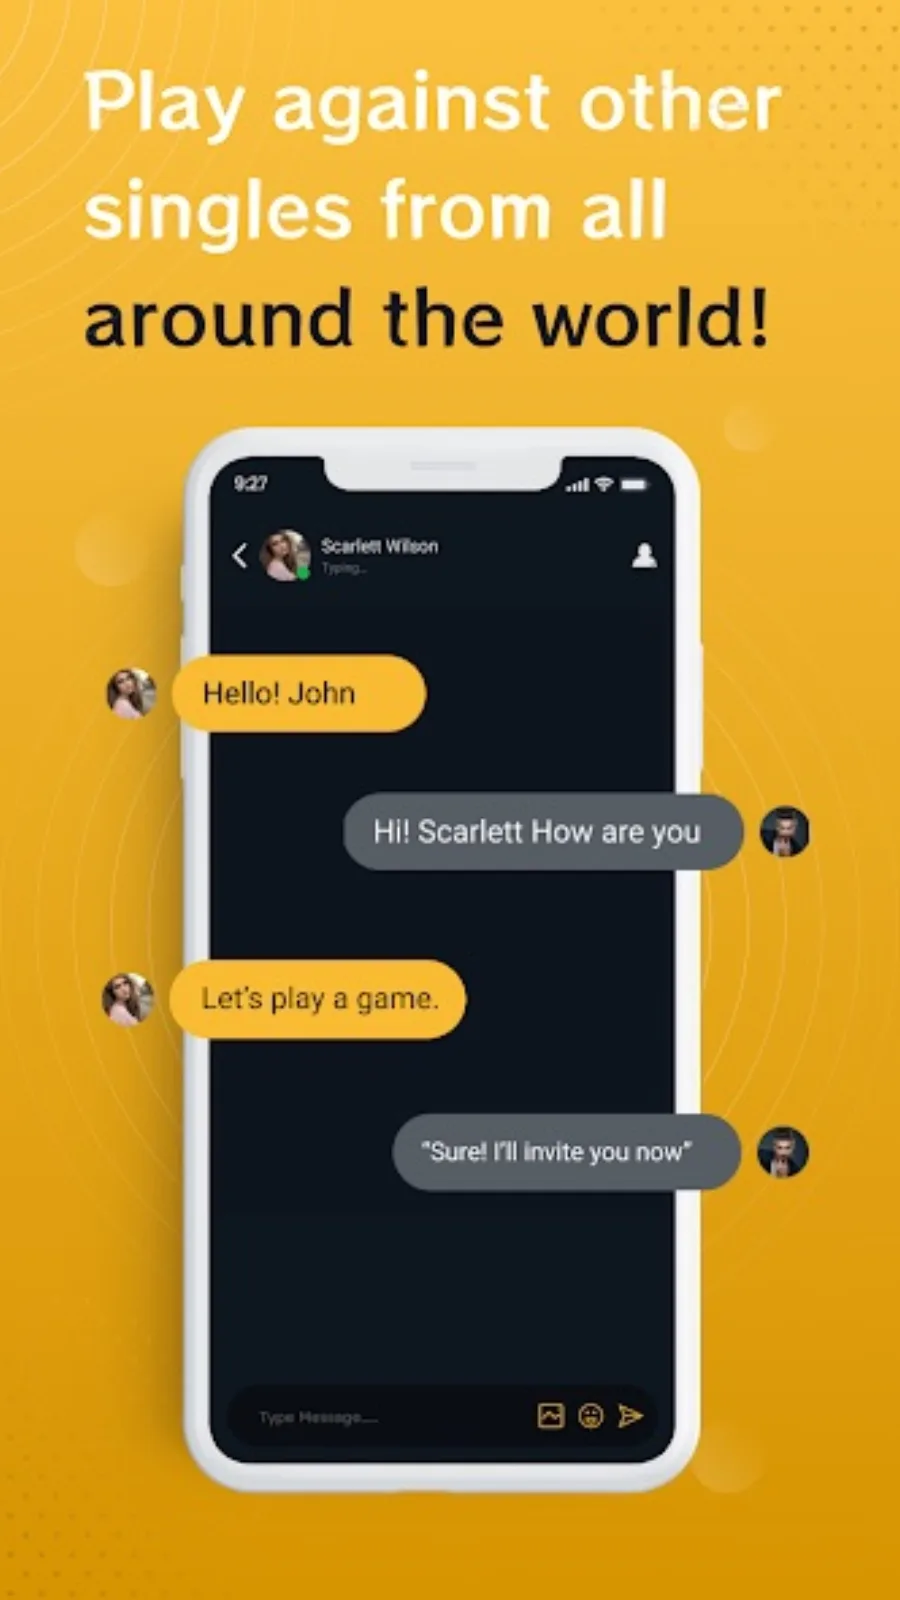 Play against other
singles from all
around the world!
9:27
Scarlett Wilson
Typing...
Hello! John
Hi! Scarlett How are you
Let's play a game.
“Sure! I'll invite you now”
Type Message.....